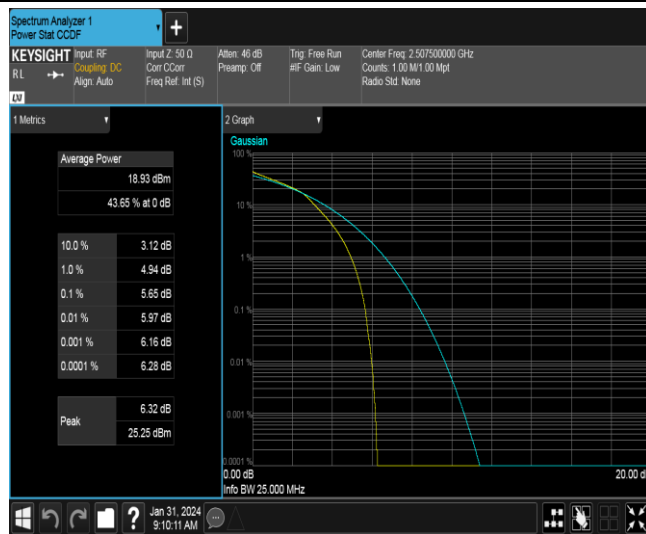 Spectrum Analyzer 1
Power Stat CCDF
KEYSIGHT
RL
Input: RF
Coupling: DC
Align: Auto
Input Z: 50 Ω
Corr CCorr
Freq Ref: Int (S)
Atten: 46 dB
Preamp: Off
Trig: Free Run
#IF Gain: Low
Center Freq: 2.507500000 GHz
Counts: 1.00 M/1.00 Mpt
Radio Std: None
LXI
1 Metrics
Average Power
18.93 dBm
43.65 % at 0 dB
10.0 % 3.12 dB
1.0 % 4.94 dB
0.1 % 5.65 dB
0.01 % 5.97 dB
0.001 % 6.16 dB
0.0001 % 6.28 dB
Peak
6.32 dB
25.25 dBm
2 Graph
Gaussian
100 %
10 %
1 %
0.1 %
0.01 %
0.001 %
0.0001 %
0.00 dB
20.00 d
Info BW 25.000 MHz
Jan 31, 2024
9:10:11 AM